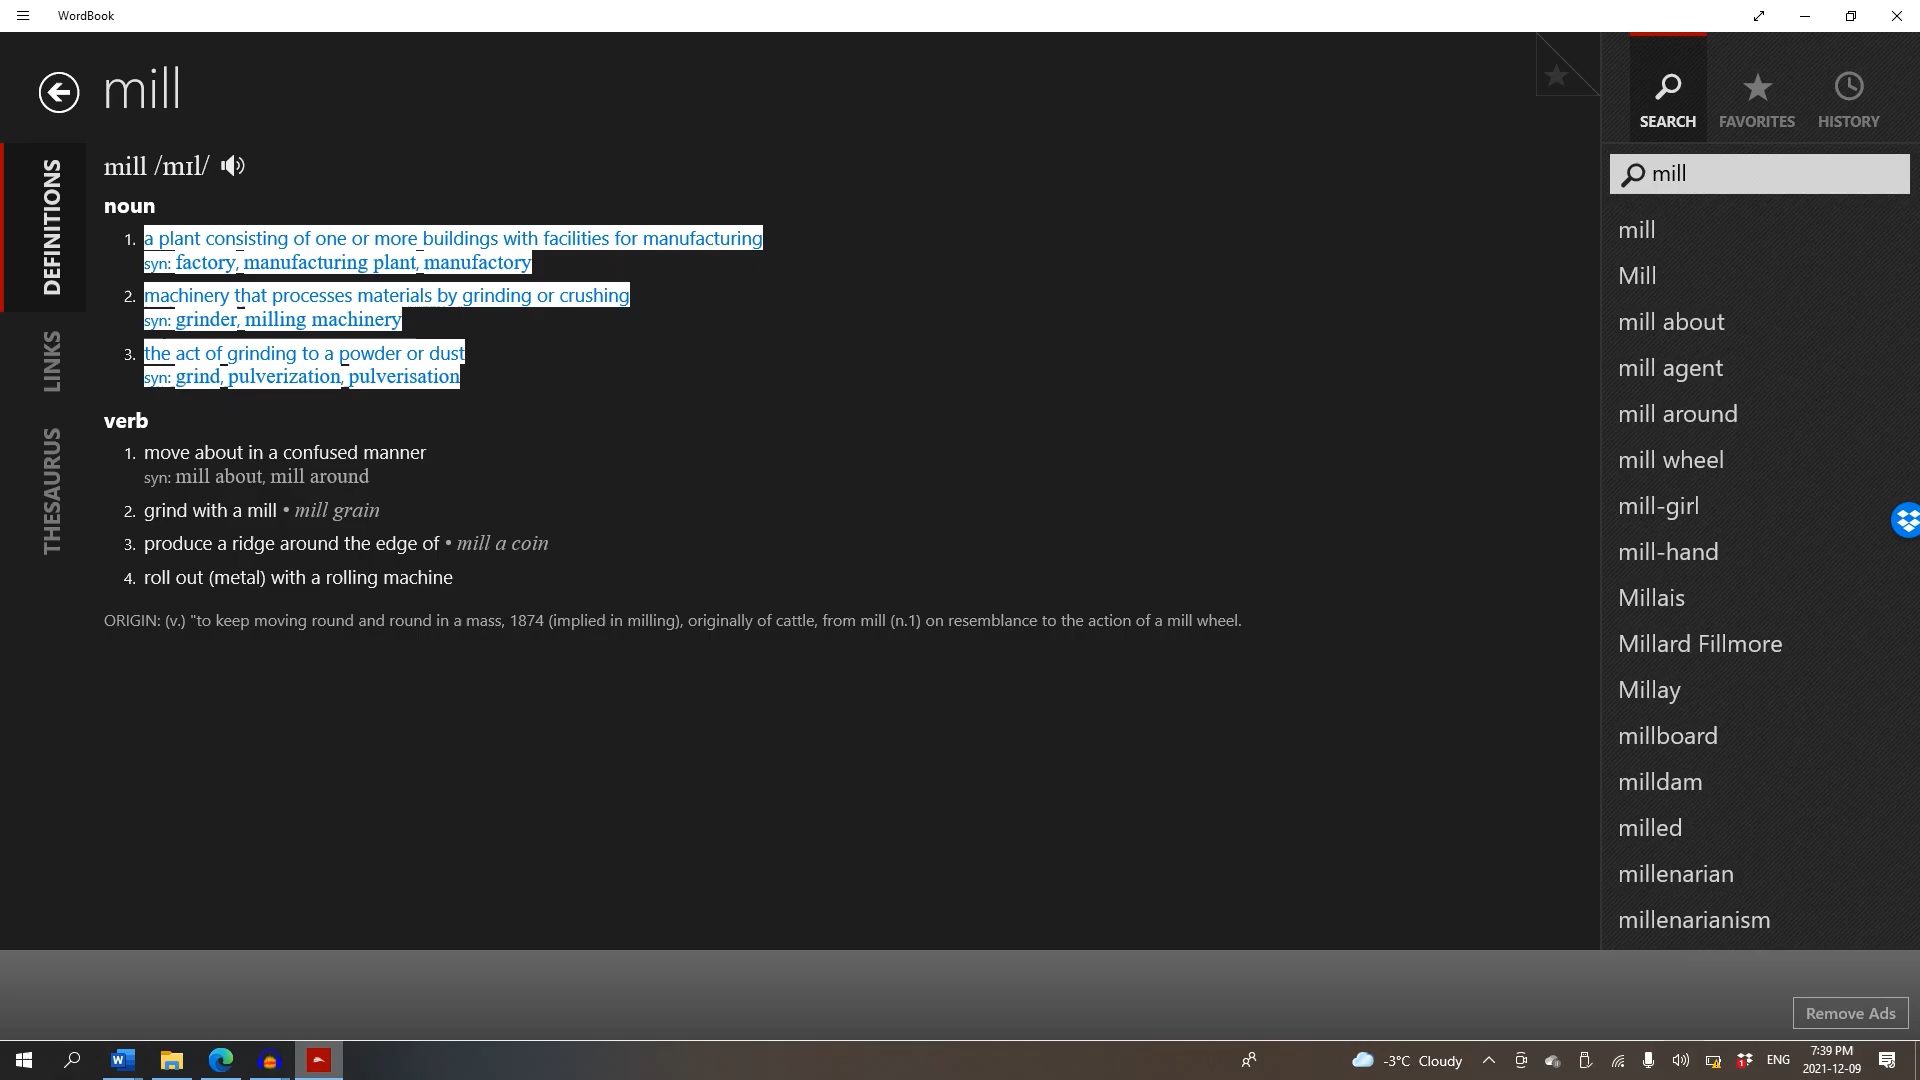 WordBook
mill
DEFINITIONS
LINKS
THESAURUS
mill /mɪl/
noun
1. a plant consisting of one or more buildings with facilities for manufacturing
syn: factory, manufacturing plant, manufactory
2. machinery that processes materials by grinding or crushing
syn: grinder, milling machinery
3. the act of grinding to a powder or dust
syn: grind, pulverization, pulverisation
verb
1. move about in a confused manner
syn: mill about, mill around
2. grind with a mill • mill grain
3. produce a ridge around the edge of • mill a coin
4. roll out (metal) with a rolling machine
ORIGIN: (v.) "to keep moving round and round in a mass, 1874 (implied in milling), originally of cattle, from mill (n.1) on resemblance to the action of a mill wheel.
SEARCH FAVORITES HISTORY
mill
mill
Mill
mill about
mill agent
mill around
mill wheel
mill-girl
mill-hand
Millais
Millard Fillmore
Millay
millboard
milldam
milled
millenarian
millenarianism
Remove Ads
-3°C Cloudy
ENG
7:39 PM
2021-12-09